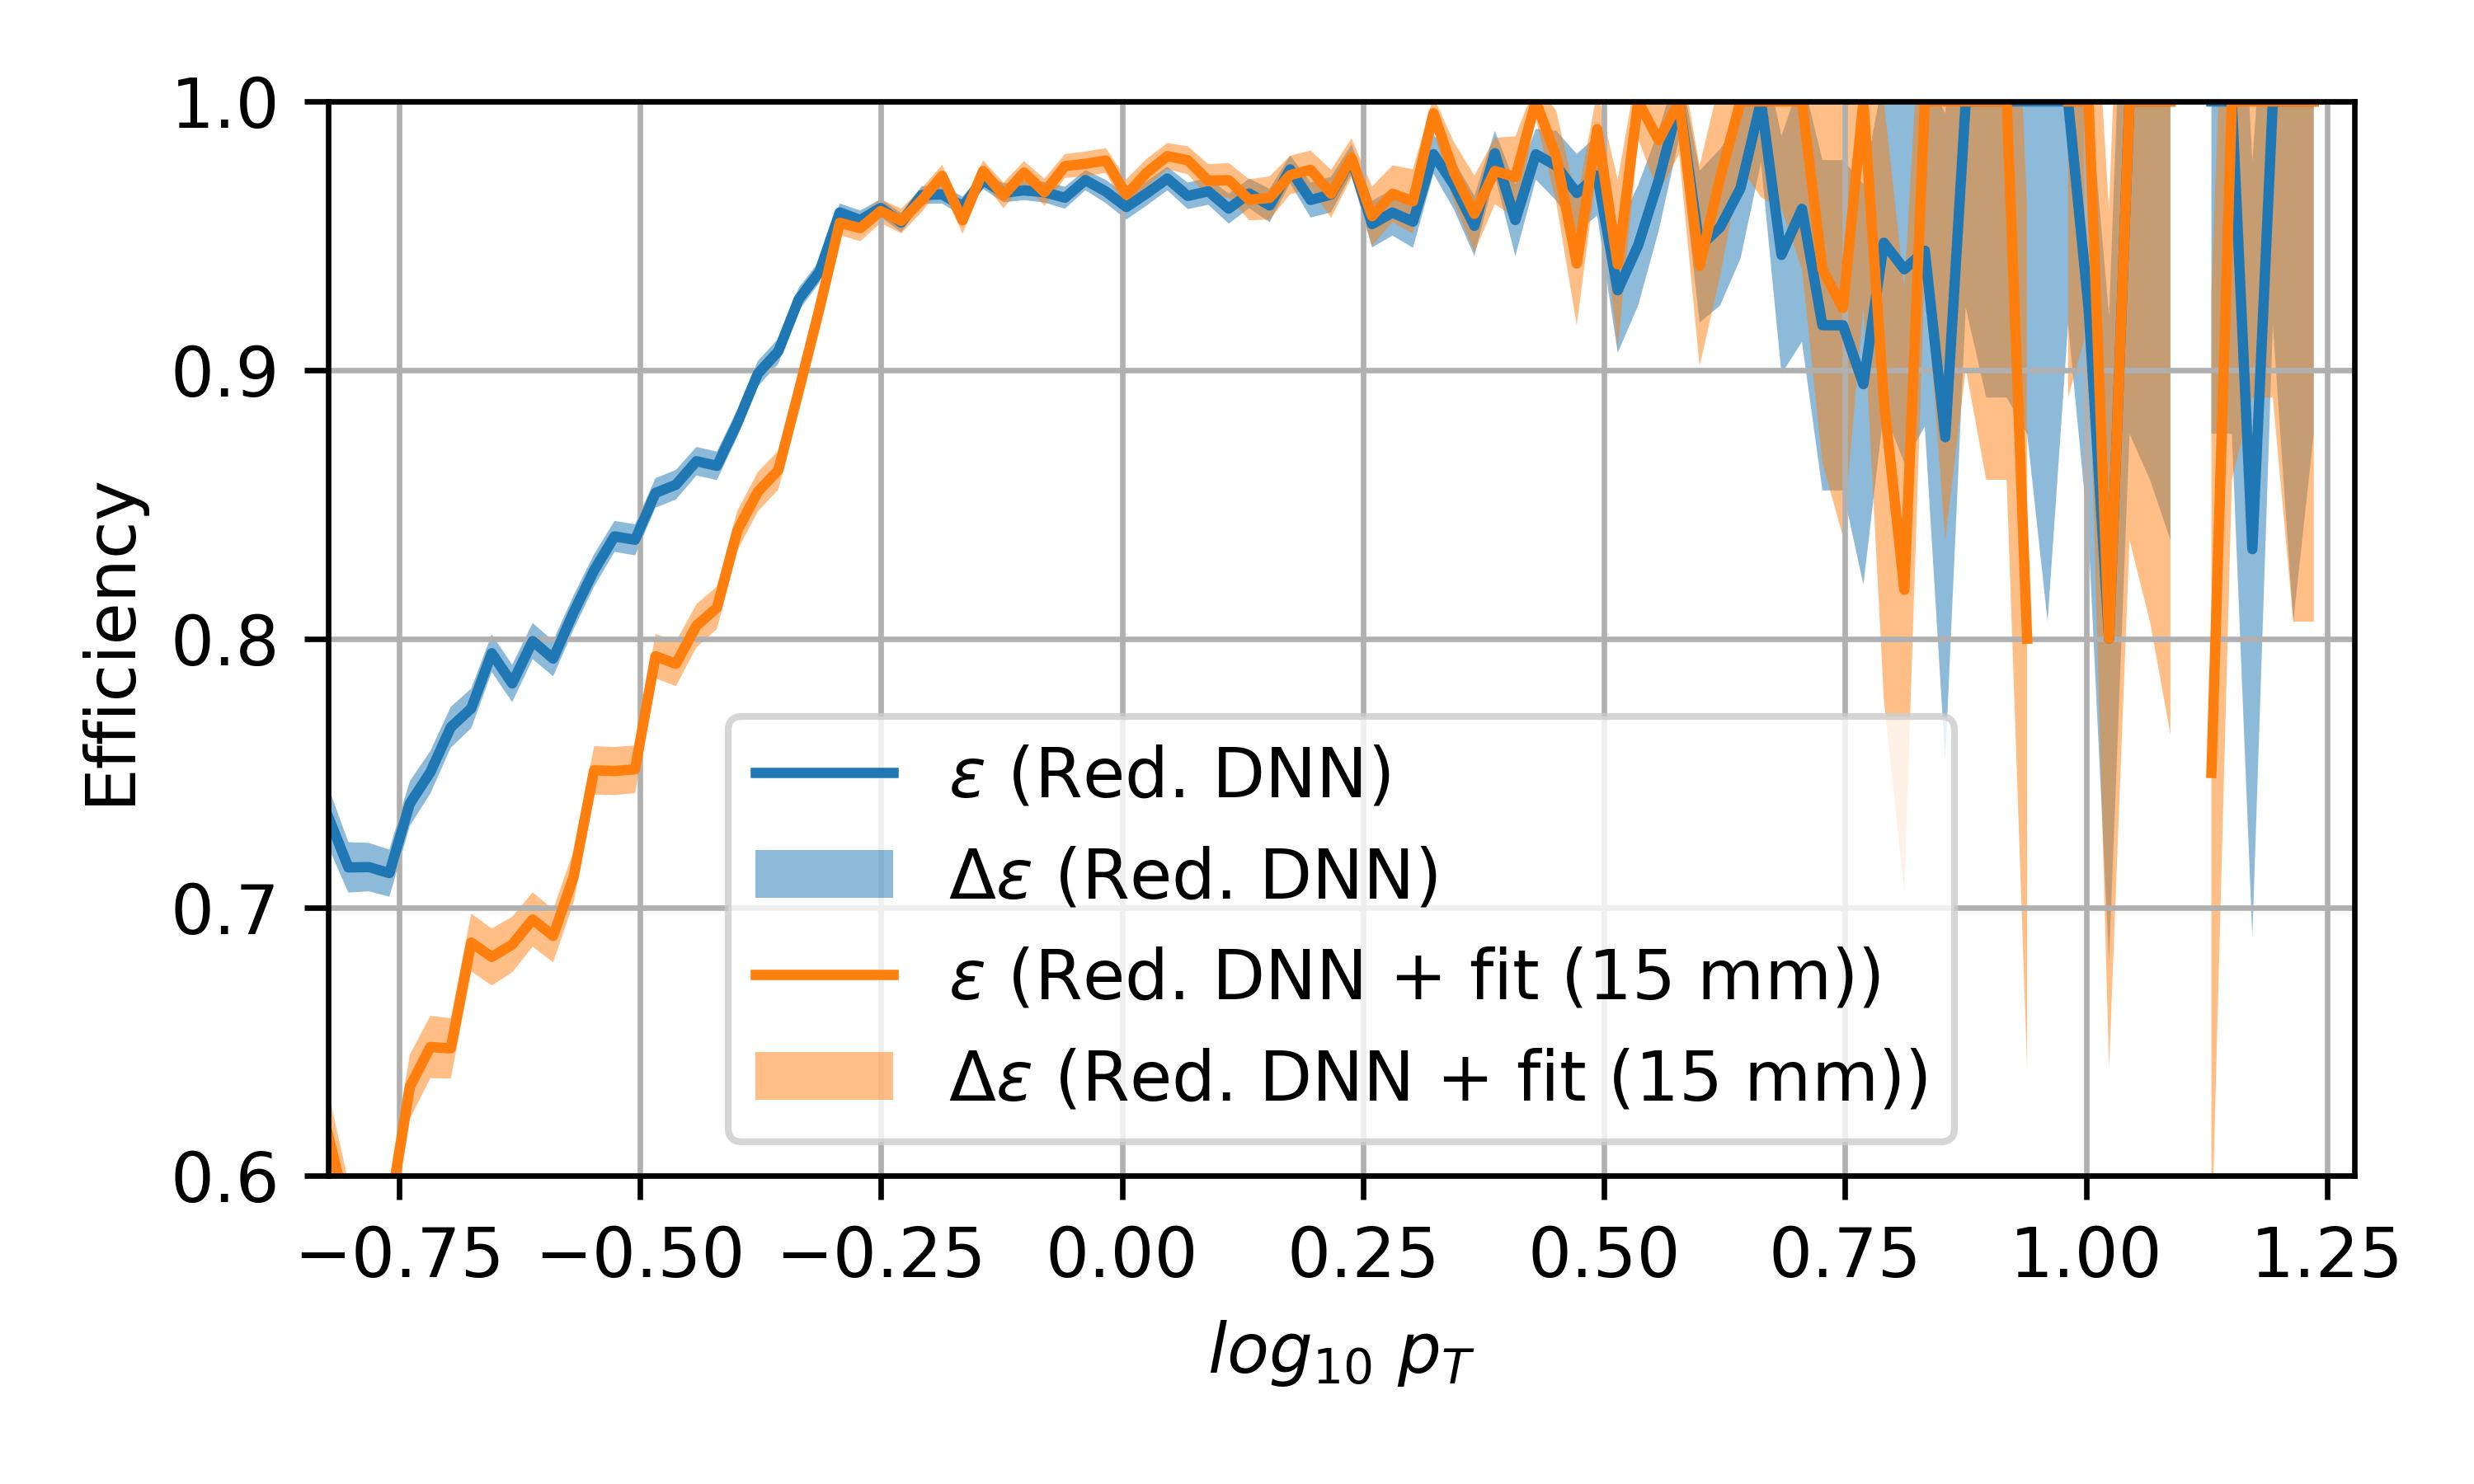 1.0
0.9
0.8
0.7
0.6
Efficiency
ε (Red. DNN)
Δε (Red. DNN)
ε (Red. DNN + fit (15 mm))
Δε (Red. DNN + fit (15 mm))
−0.75 −0.50 −0.25 0.00 0.25 0.50 0.75 1.00 1.25
log₁₀ p_T